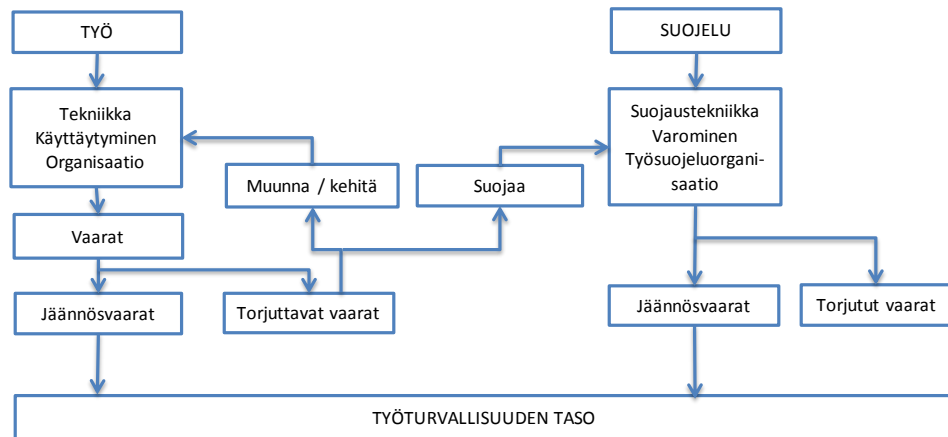 TYÖ
SUOJELU
Tekniikka
Käyttäytyminen
Organisaatio
Suojaustekniikka
Varominen
Työsuojeluorgani-
saatio
Muunna / kehitä
Suojaa
Vaarat
Jäännösvaarat
Torjuttavat vaarat
Jäännösvaarat
Torjutut vaarat
TYÖTURVALLISUUDEN TASO